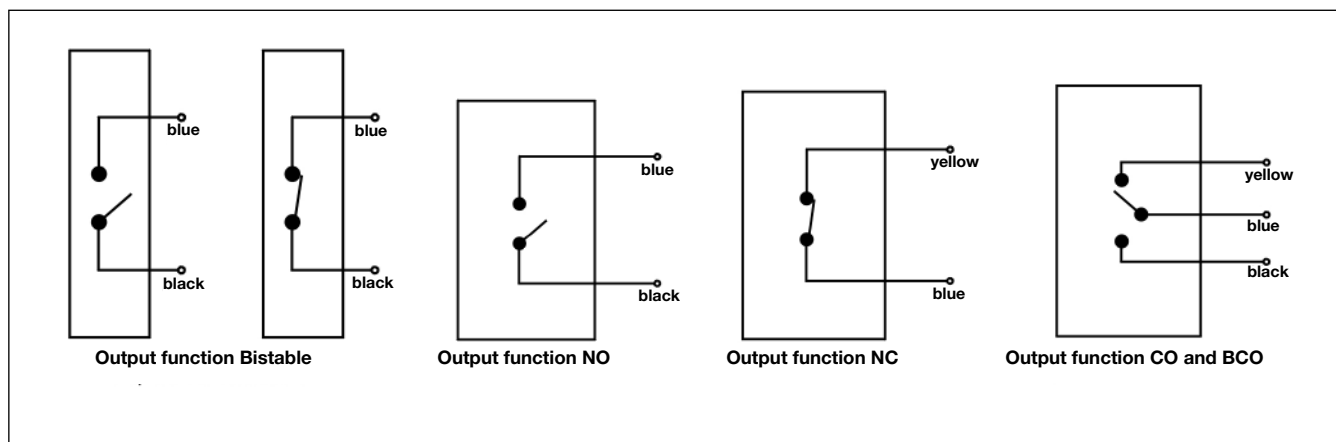 blue
black
Output function Bistable
blue
black
blue
black
Output function NO
yellow
blue
Output function NC
yellow
blue
black
Output function CO and BCO